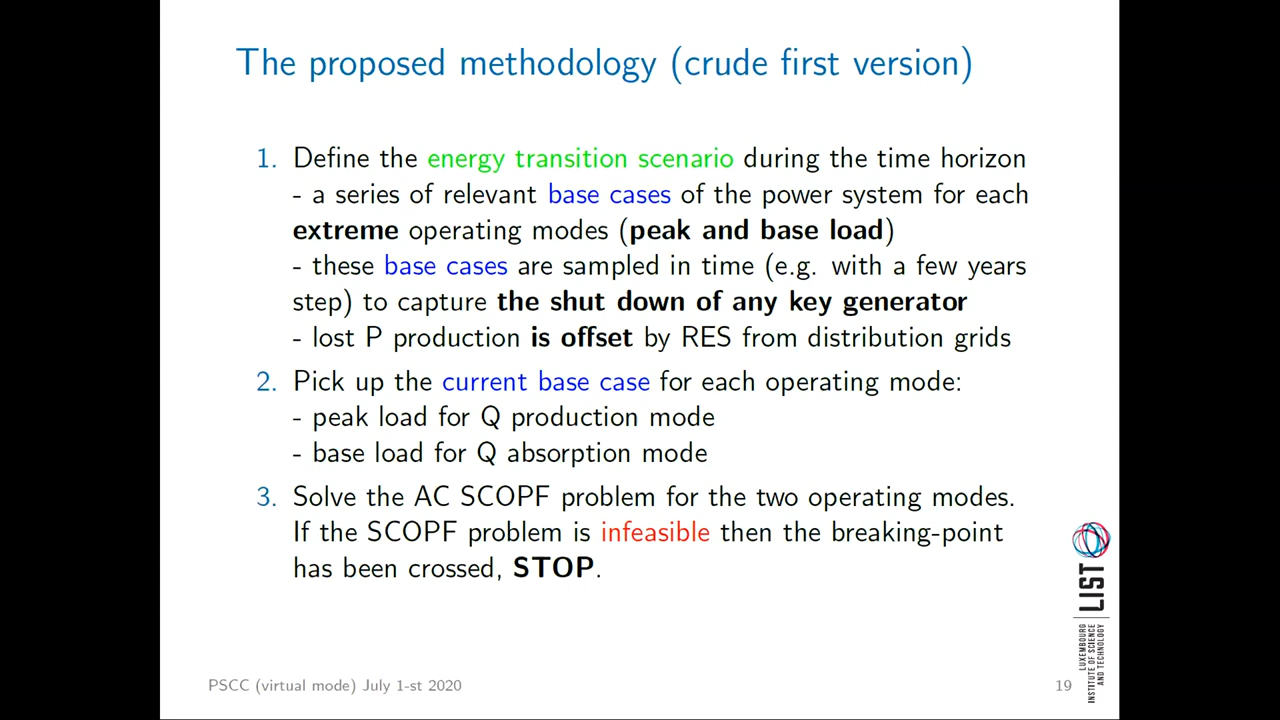 The proposed methodology (crude first version)
1. Define the energy transition scenario during the time horizon
- a series of relevant base cases of the power system for each
extreme operating modes (peak and base load)
- these base cases are sampled in time (e.g. with a few years
step) to capture the shut down of any key generator
- lost P production is offset by RES from distribution grids
2. Pick up the current base case for each operating mode:
- peak load for Q production mode
- base load for Q absorption mode
3. Solve the AC SCOPF problem for the two operating modes.
If the SCOPF problem is infeasible then the breaking-point
has been crossed, STOP.
PSCC (virtual mode) July 1-st 2020
19
LIST
LUXEMBOURG
INSTITUTE OF SCIENCE
AND TECHNOLOGY